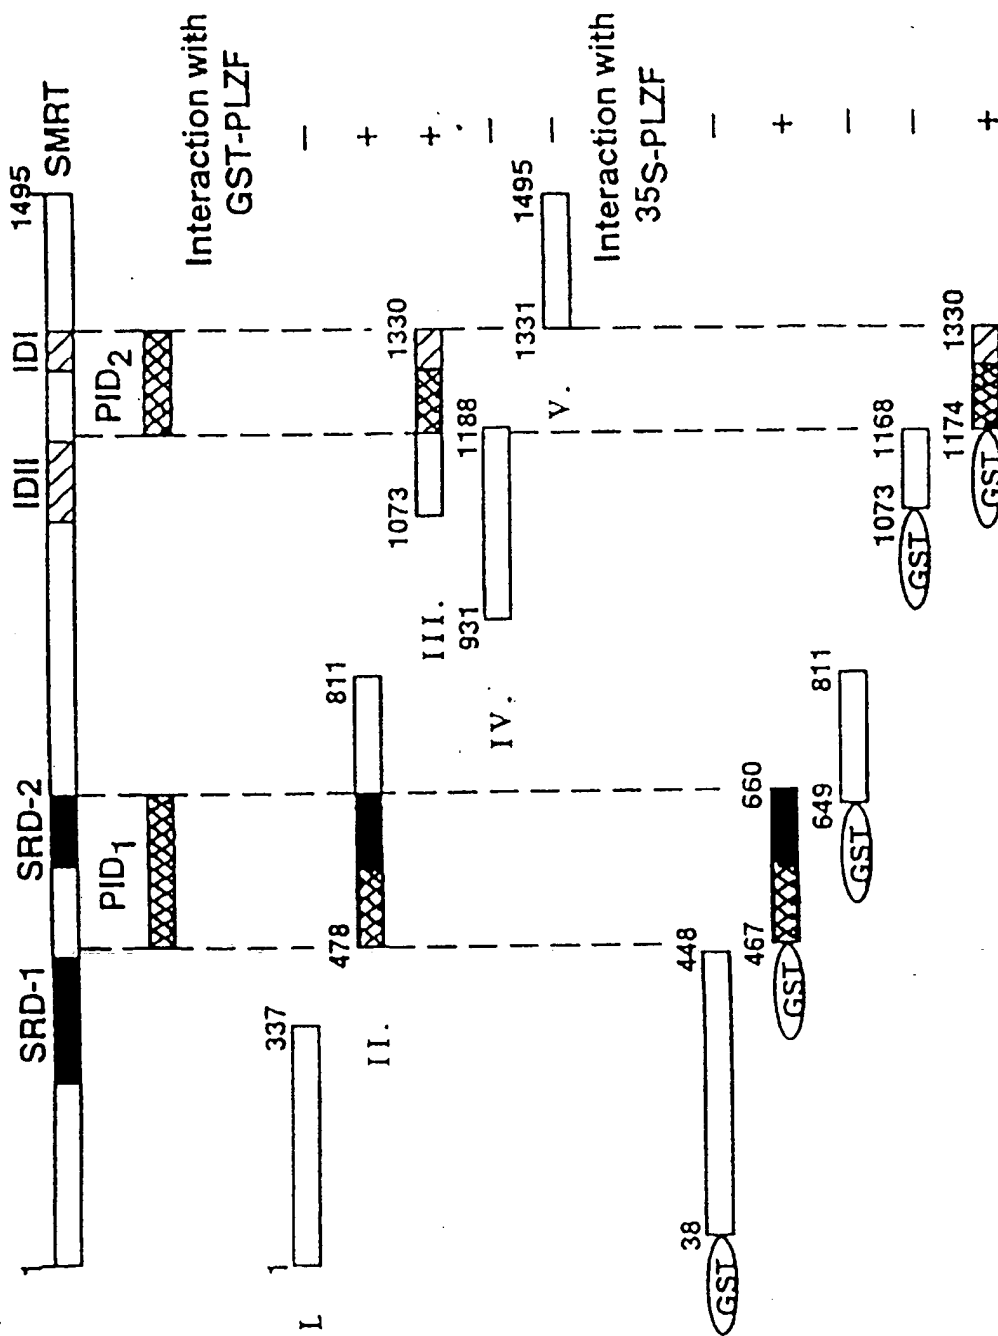 1 1495
SRD-1 SRD-2 IDII IDI SMRT
PID1 PID2
Interaction with
GST-PLZF
I. 1 337 −
II. 478 811 +
III. 1073 1330 +
IV. 931 1188 −
V. 1331 1495 −
Interaction with
35S-PLZF
GST 38 448 −
GST 467 660 +
GST 649 811 −
GST 1073 1168 −
GST 1174 1330 +